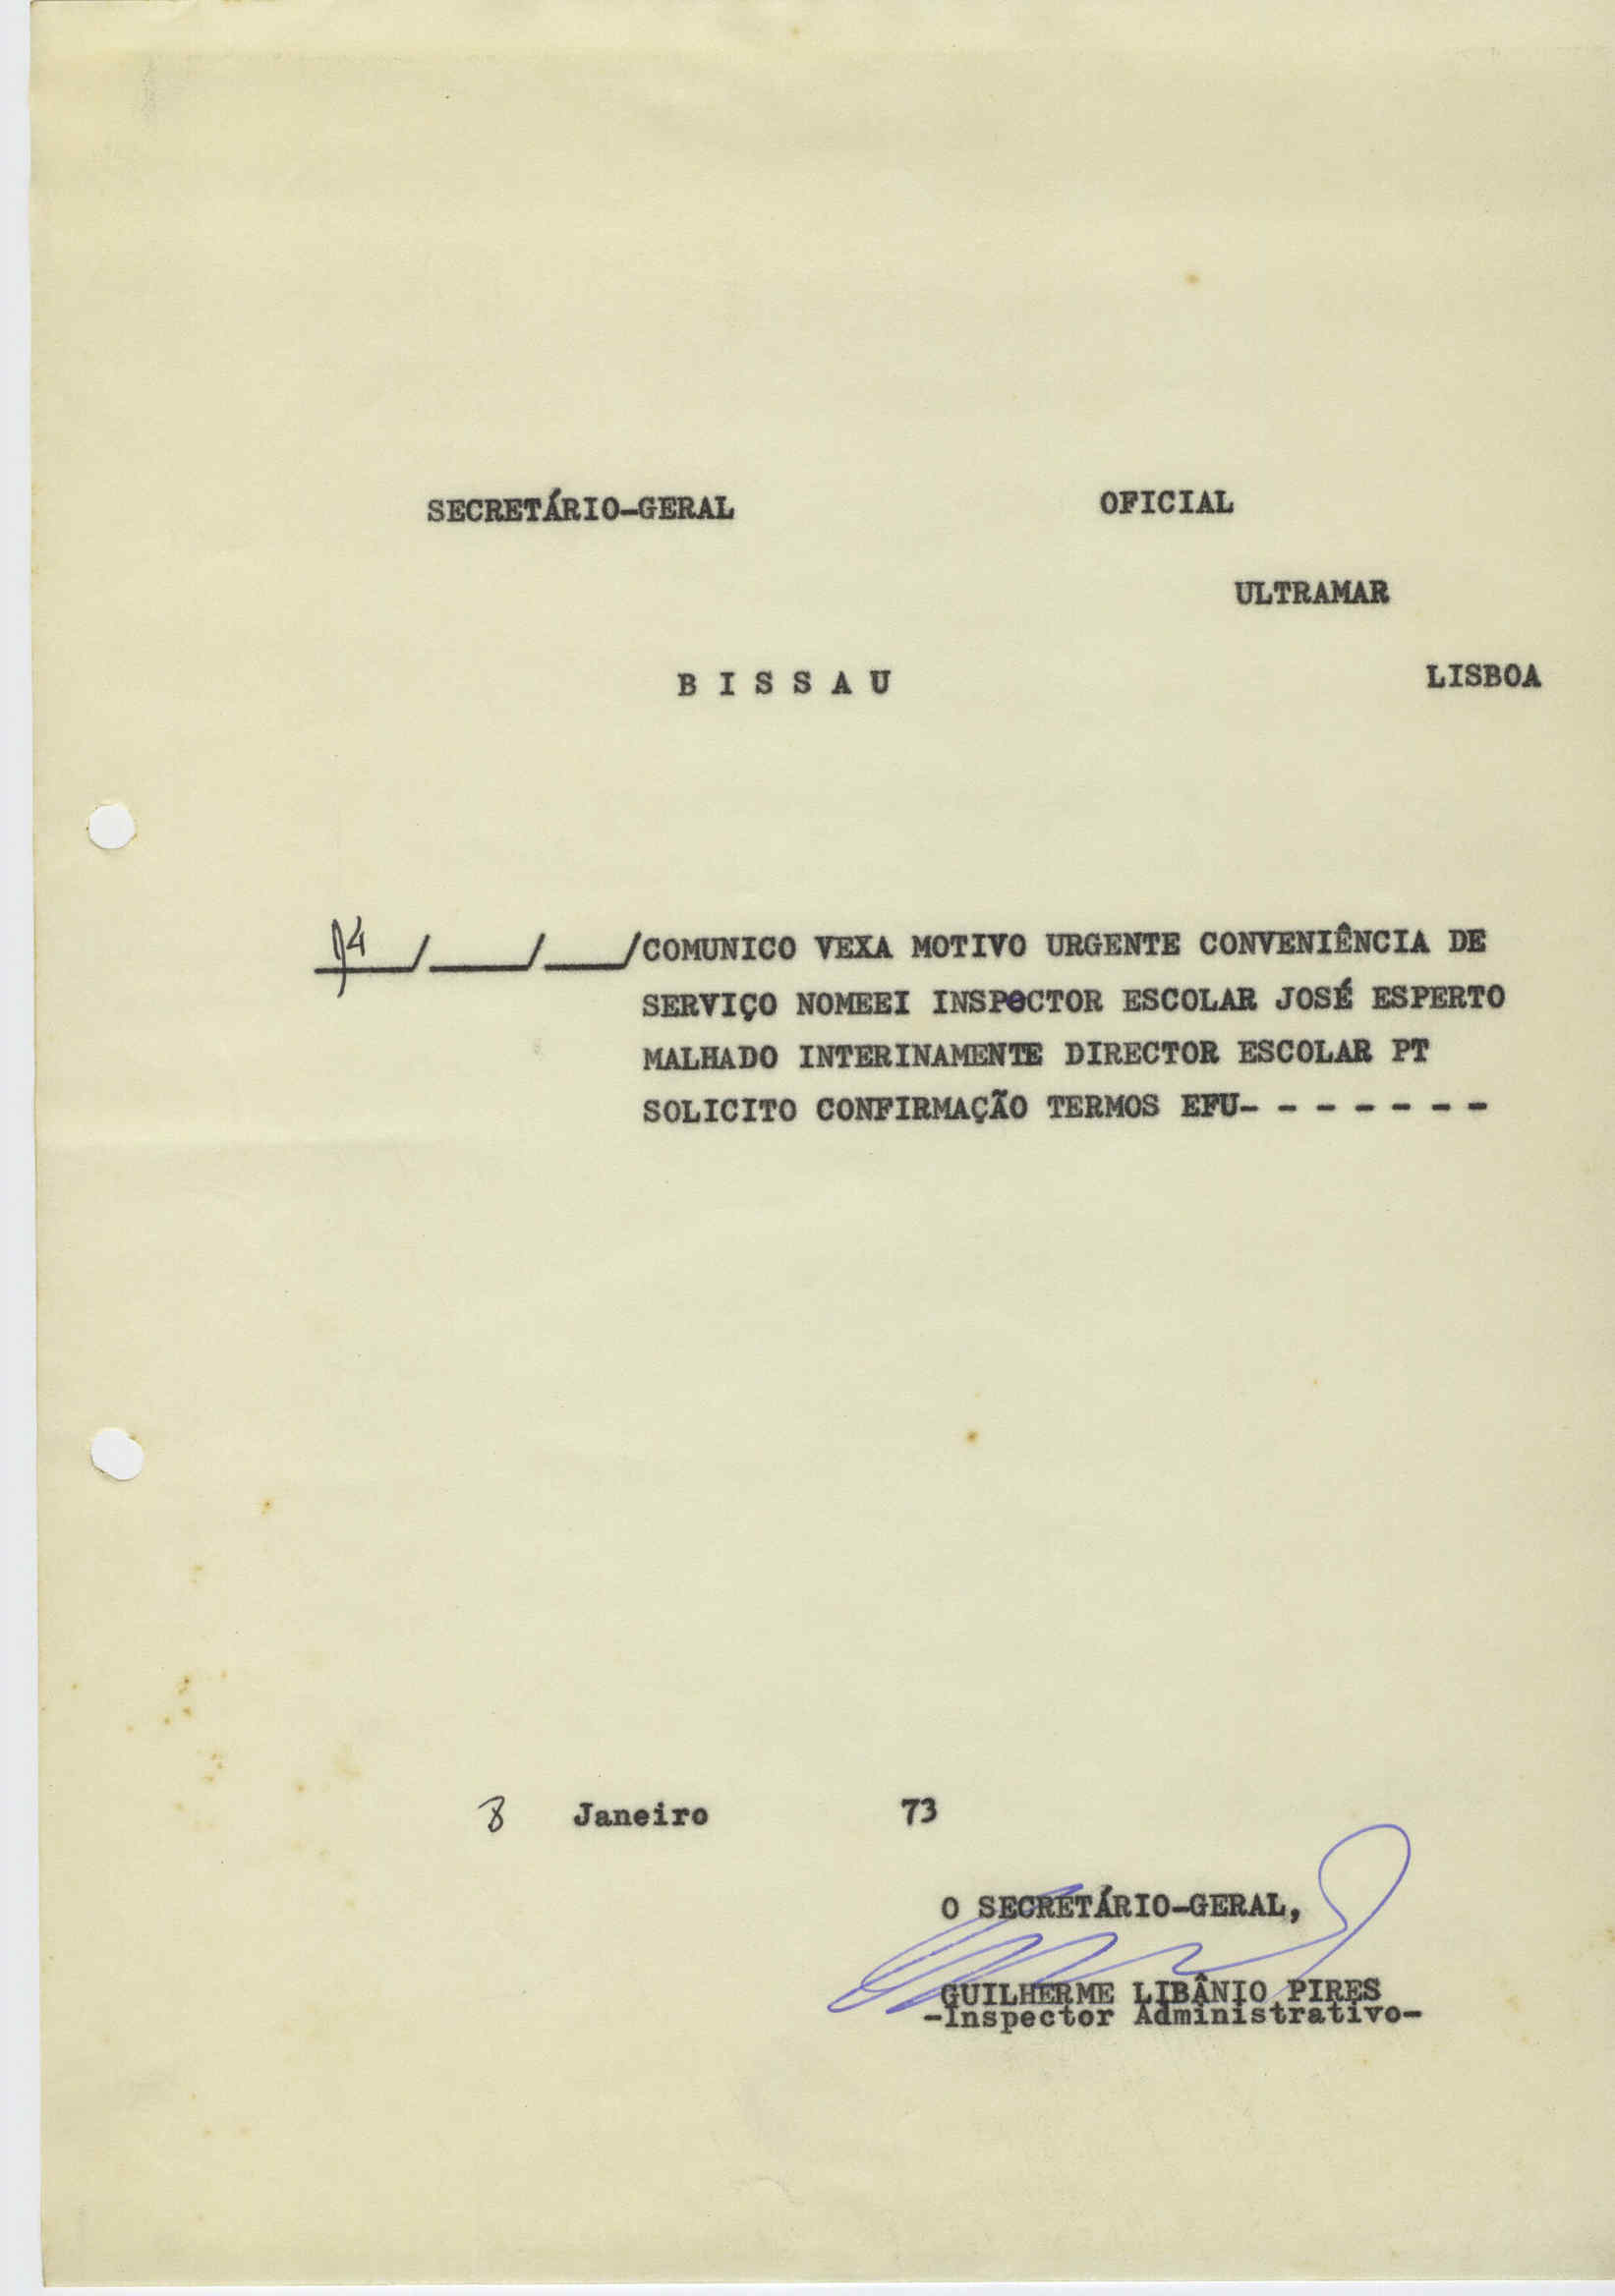 SECRETÁRIO-GERAL OFICIAL
ULTRAMAR
B I S S A U LISBOA
/ / /COMUNICO VEXA MOTIVO URGENTE CONVENIÊNCIA DE
SERVIÇO NOMEEI INSPeCTOR ESCOLAR JOSÉ ESPERTO
MALHADO INTERINAMENTE DIRECTOR ESCOLAR PT
SOLICITO CONFIRMAÇÃO TERMOS EFU- - - - - - -
8 Janeiro 73
O SECRETÁRIO-GERAL,
GUILHERME LIBÂNIO PIRES
-Inspector Administrativo-